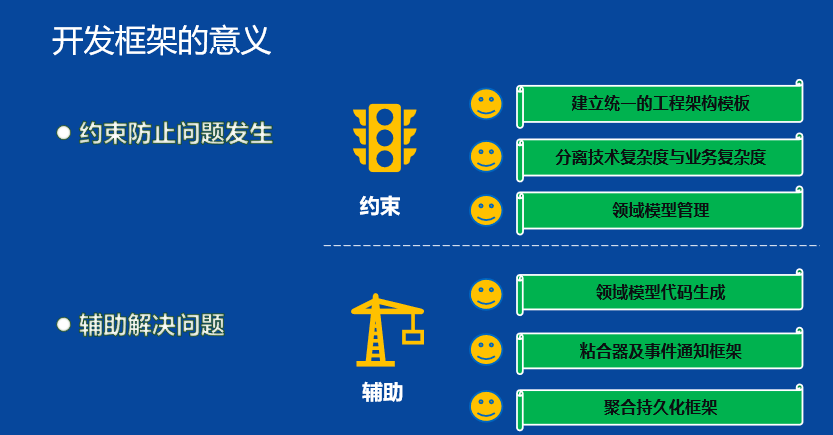 开发框架的意义
约束防止问题发生
约束
建立统一的工程架构模板
分离技术复杂度与业务复杂度
领域模型管理
辅助解决问题
辅助
领域模型代码生成
粘合器及事件通知框架
聚合持久化框架